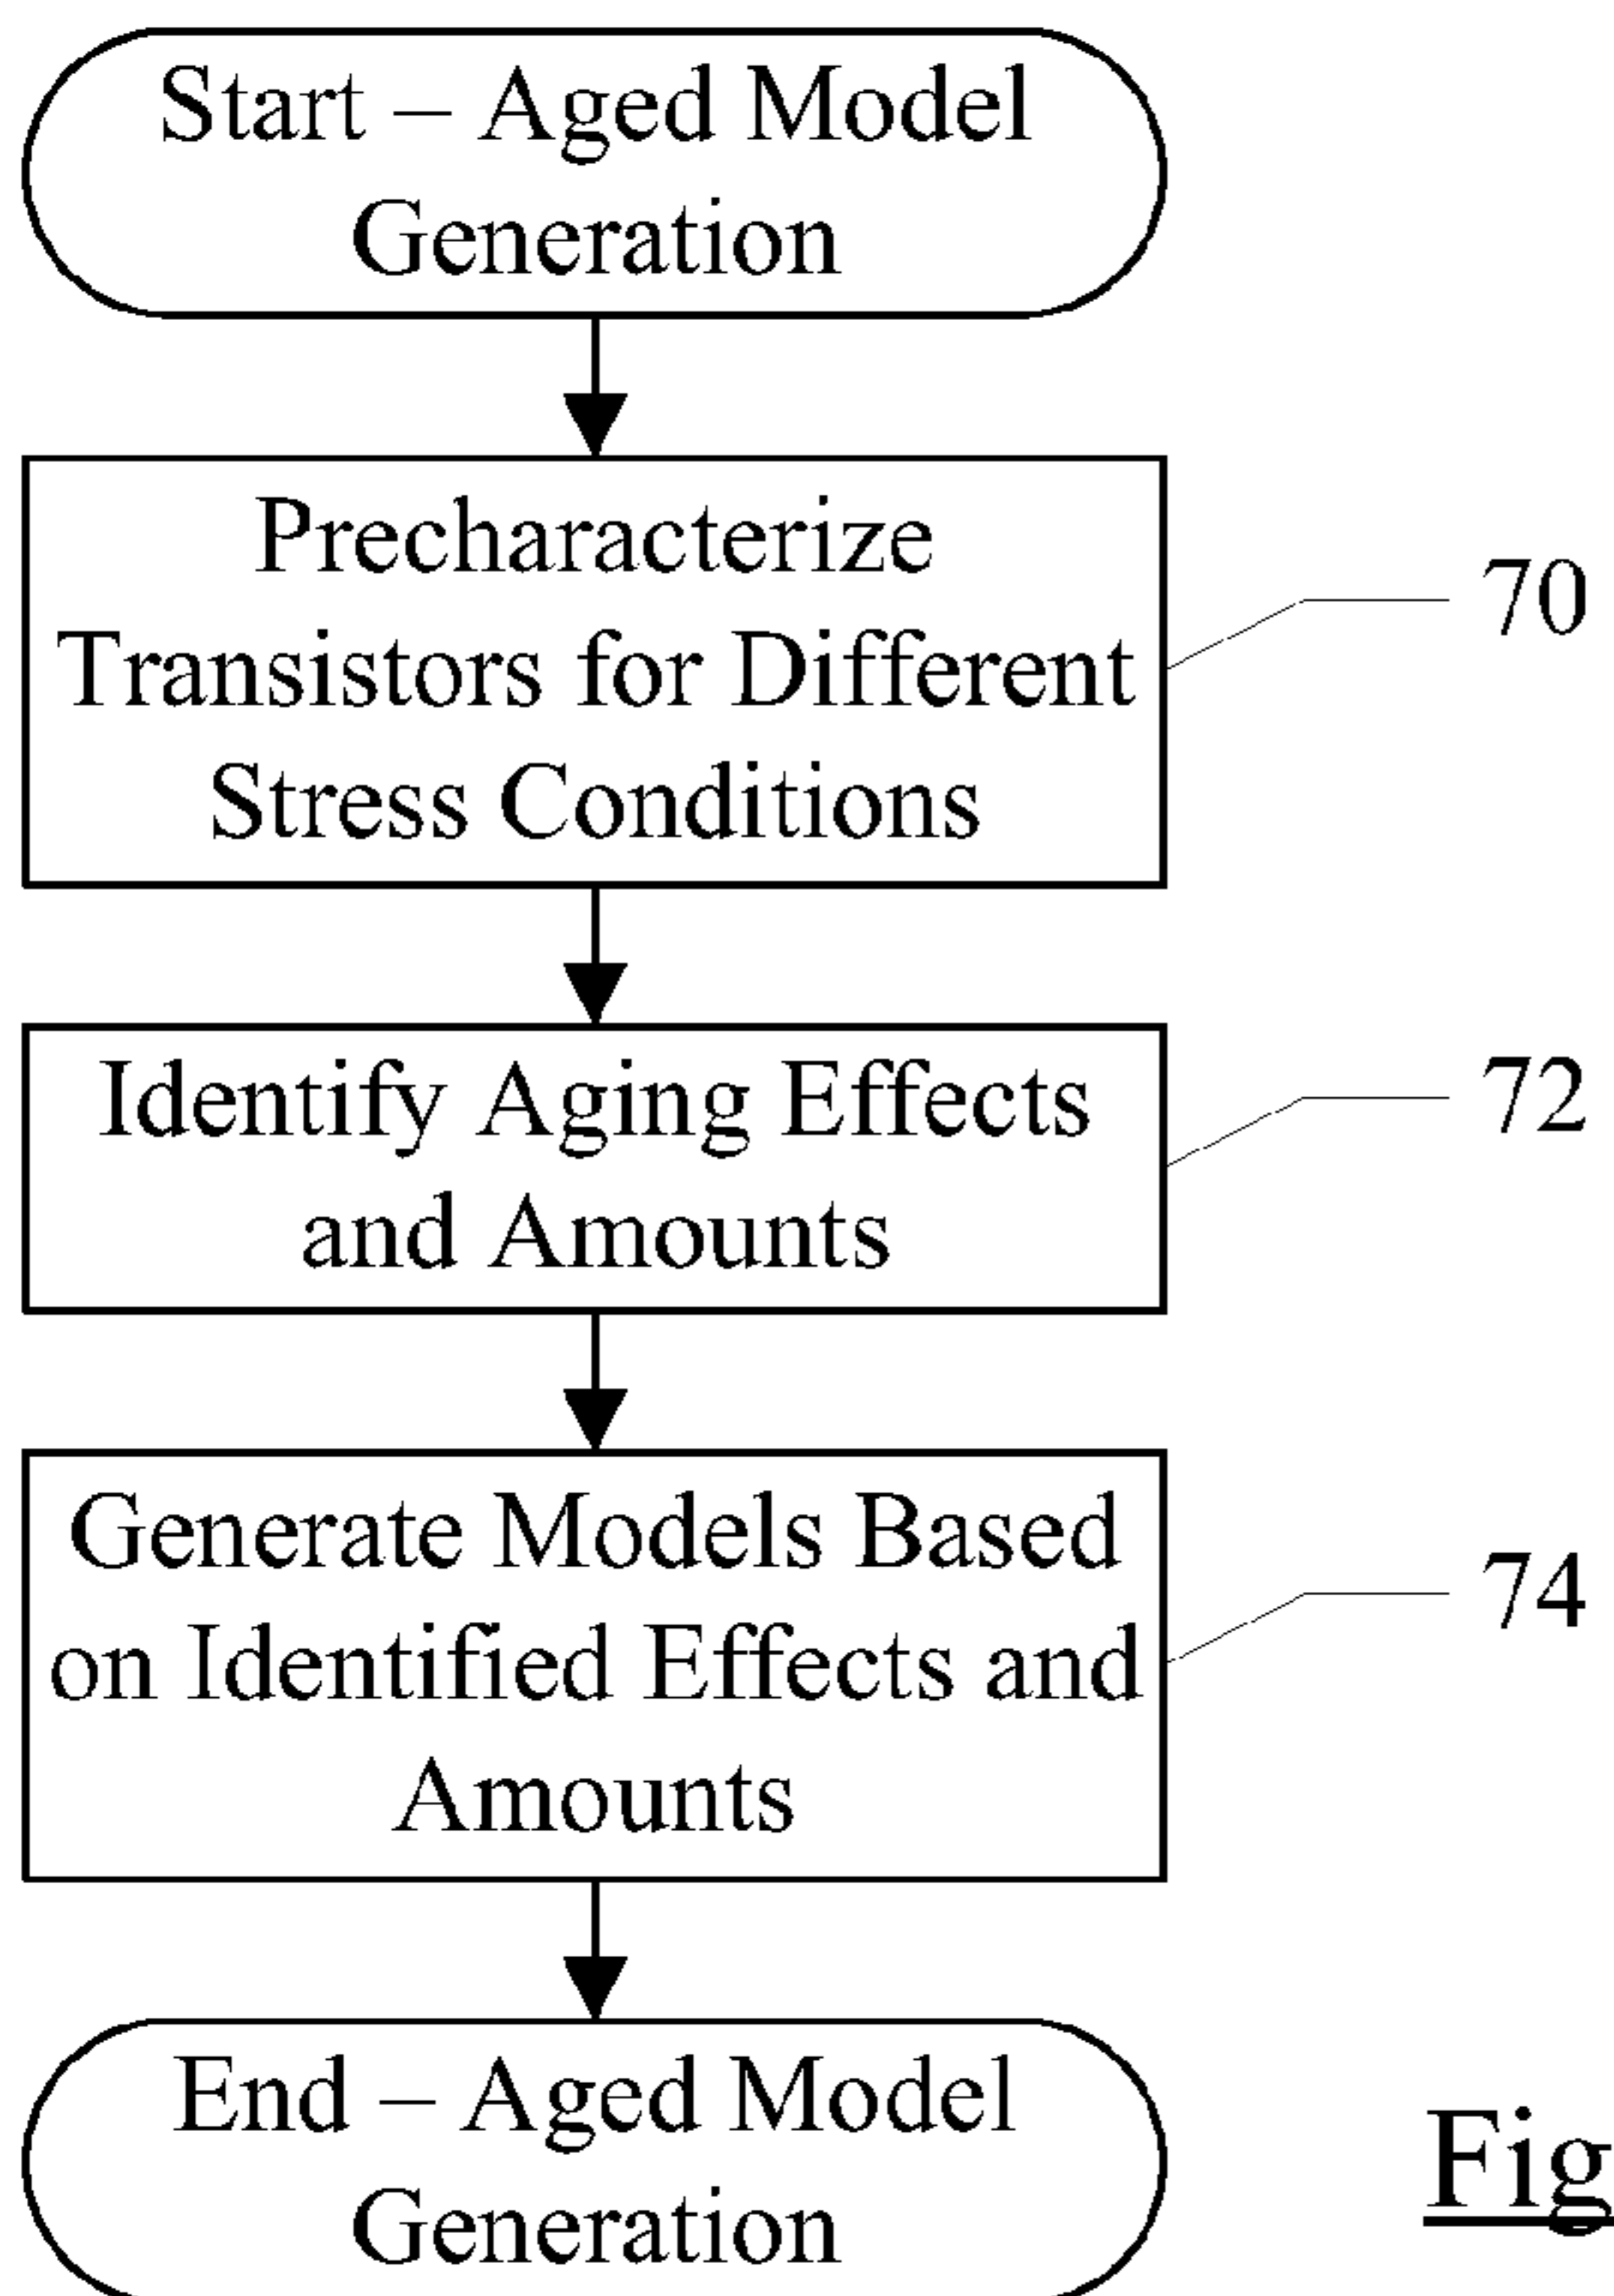 Start – Aged Model
Generation
Precharacterize
Transistors for Different
Stress Conditions
70
Identify Aging Effects
and Amounts
72
Generate Models Based
on Identified Effects and
Amounts
74
End – Aged Model
Generation
Fig